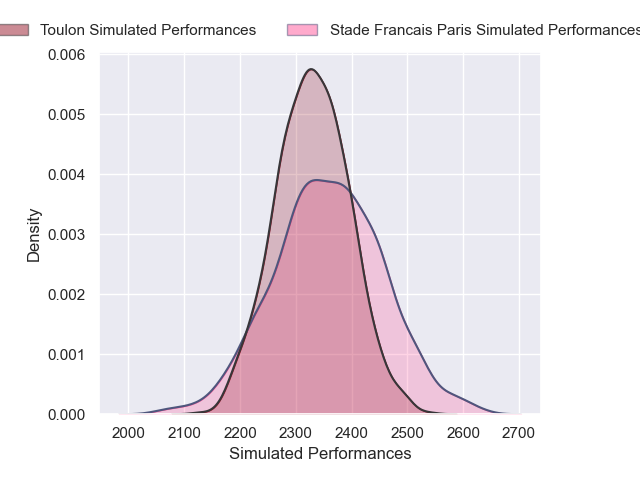 Toulon Simulated Performances
Stade Francais Paris Simulated Performances
0.006
0.005
0.004
0.003
0.002
0.001
0.000
Density
2000 2100 2200 2300 2400 2500 2600 2700
Simulated Performances